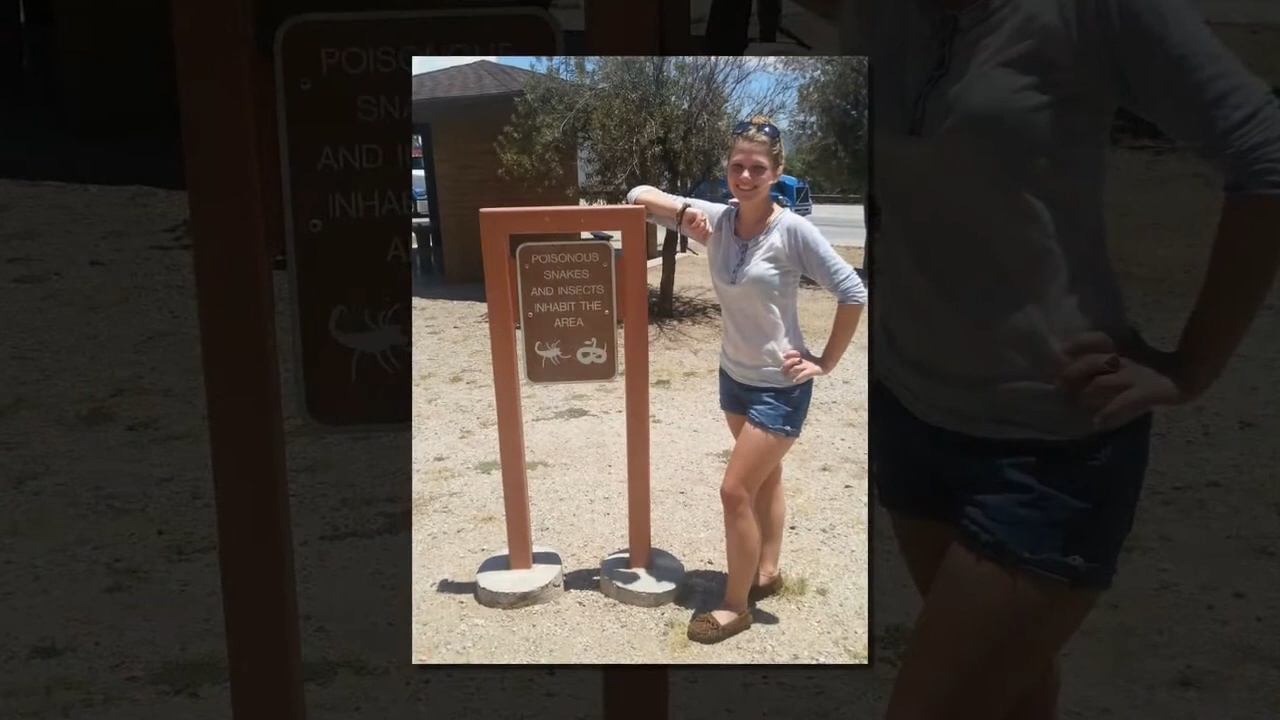 POISONOUS
SNAKES
AND INSECTS
INHABIT THE
AREA